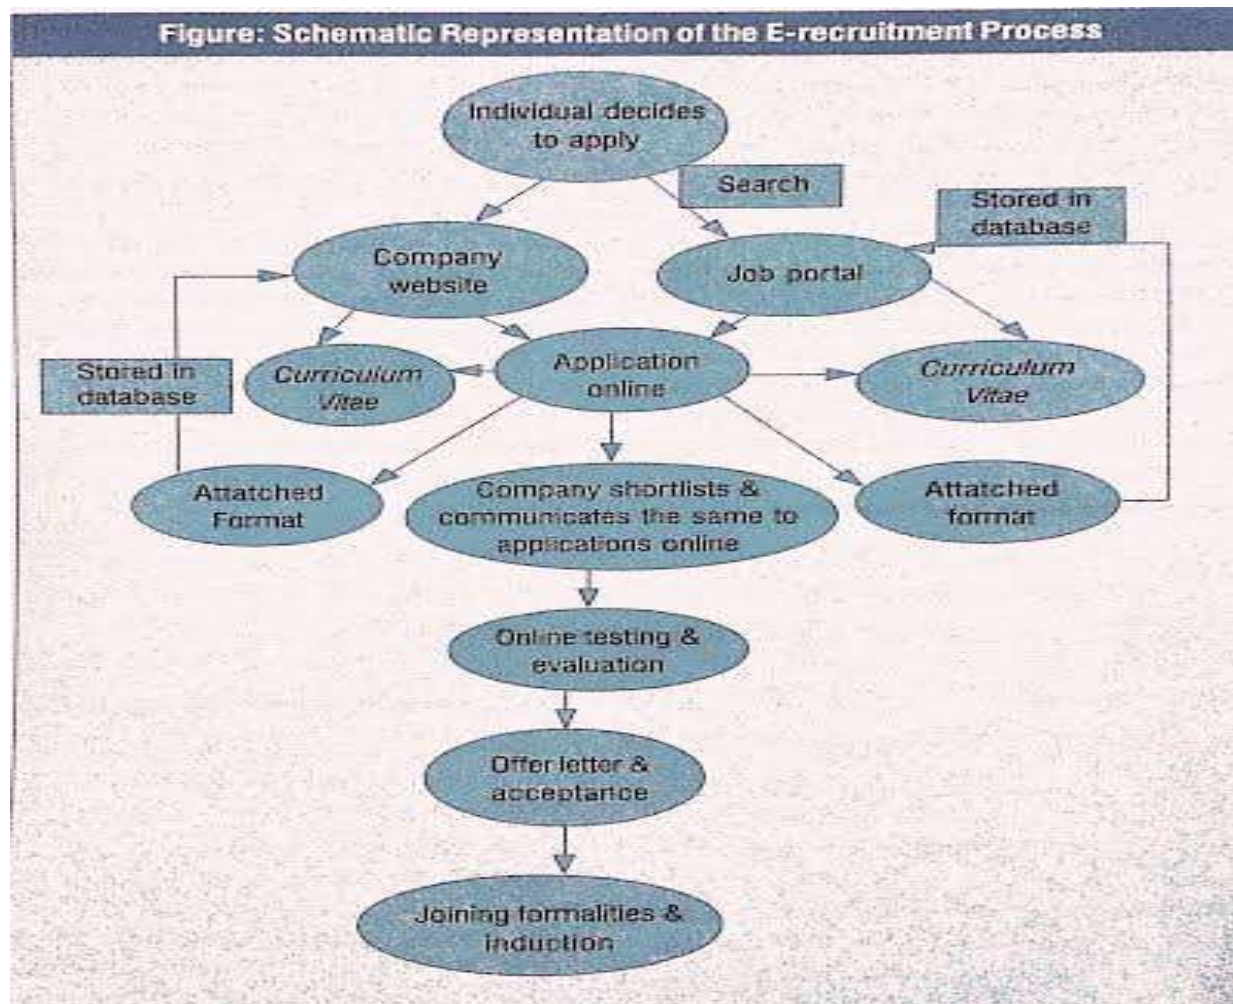 Figure: Schematic Representation of the E-recruitment Process
Individual decides
to apply
Search
Stored in
database
Company
website
Job portal
Stored in
database
Curriculum
Vitae
Application
online
Curriculum
Vitae
Attatched
Format
Company shortlists &
communicates the same to
applications online
Attatched
format
Online testing &
evaluation
Offer letter &
acceptance
Joining formalities &
induction